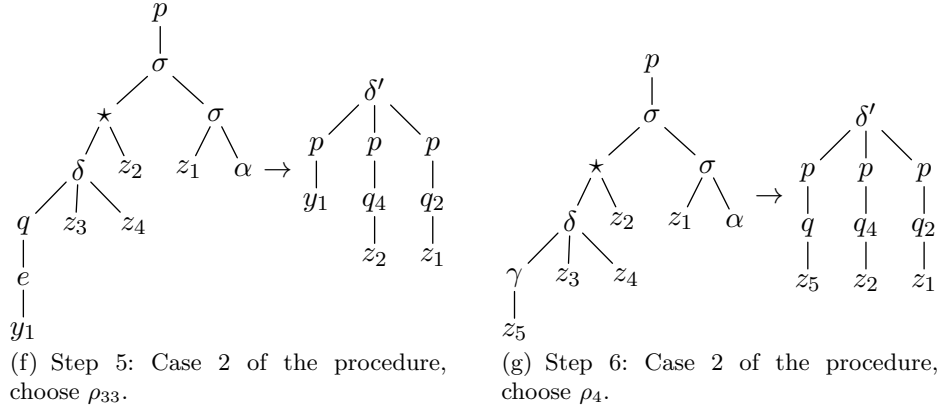 p
σ
δ′
⋆ σ
p p p
δ z₂ z₁ α →
y₁ q₄ q₂
q z₃ z₄
z₂ z₁
e
y₁
(f) Step 5: Case 2 of the procedure,
choose ρ₃₃.
p
σ δ′
⋆ σ p p p
→
δ z₂ z₁ α q q₄ q₂
γ z₃ z₄ z₅ z₂ z₁
z₅
(g) Step 6: Case 2 of the procedure,
choose ρ₄.